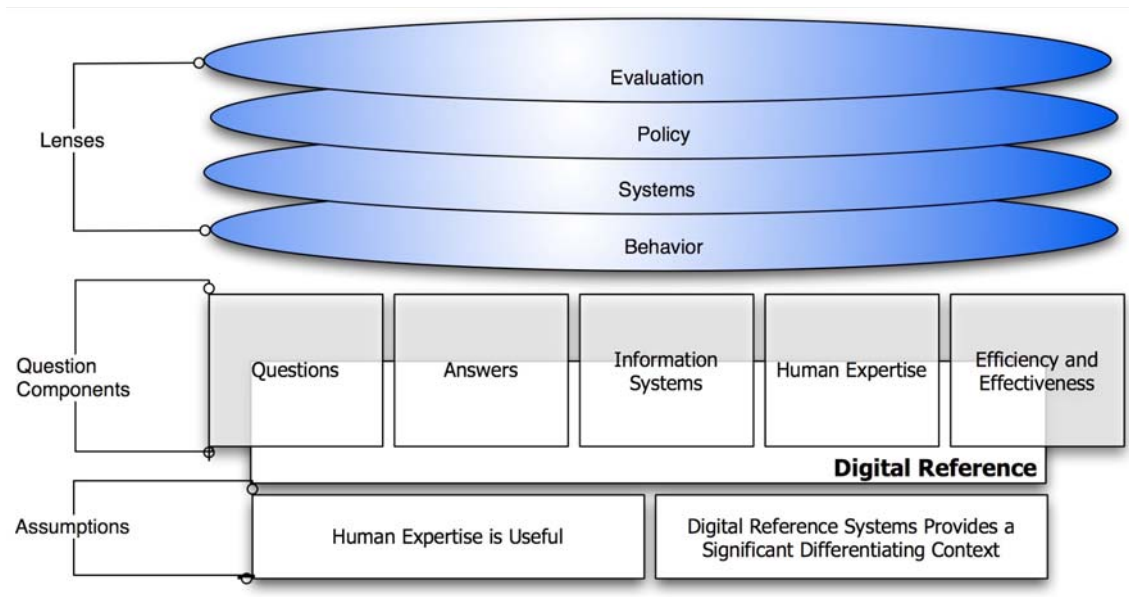 Evaluation
Policy
Lenses
Systems
Behavior
Question
Components
Questions
Answers
Information
Systems
Human Expertise
Efficiency and
Effectiveness
Digital Reference
Assumptions
Human Expertise is Useful
Digital Reference Systems Provides a
Significant Differentiating Context